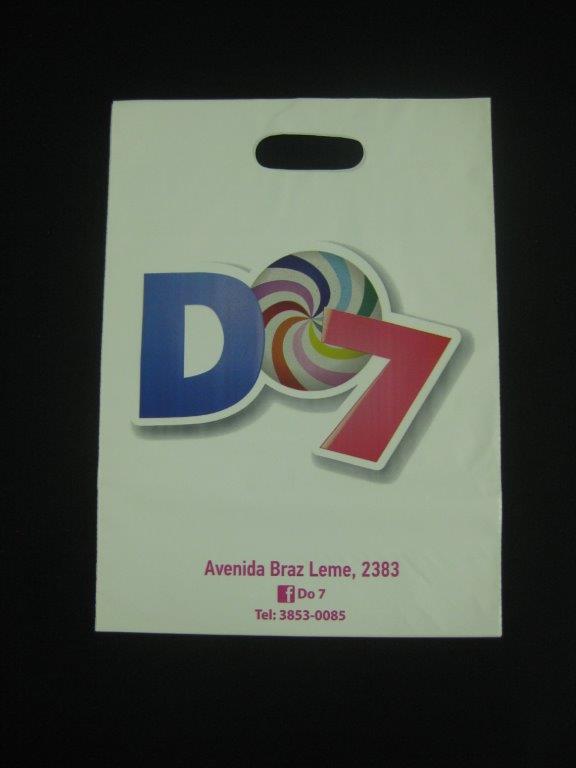 DO7
Avenida Braz Leme, 2383
f Do 7
Tel: 3853-0085